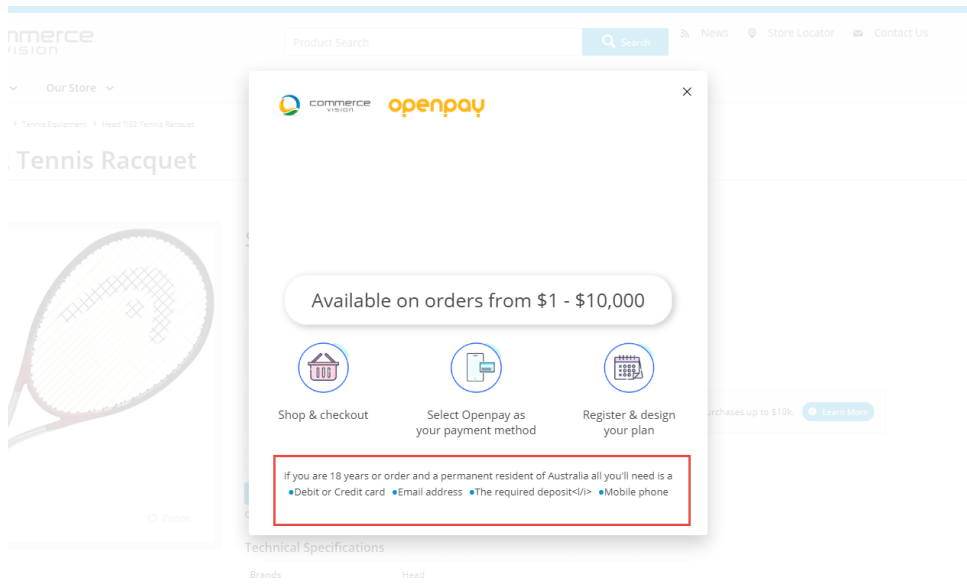 commerce
VISION
Product Search
Search
News
Store Locator
Contact Us
Our Store
> Tennis Equipment > Head TIS2 Tennis Racquet
Tennis Racquet
commerce
VISION
openpay
Available on orders from $1 - $10,000
Shop & checkout
Select Openpay as
your payment method
Register & design
your plan
purchases up to $10k.
Learn More
If you are 18 years or order and a permanent resident of Australia all you'll need is a
•Debit or Credit card •Email address •The required deposit<l/i> •Mobile phone
Zoom
Technical Specifications
Brands
Head